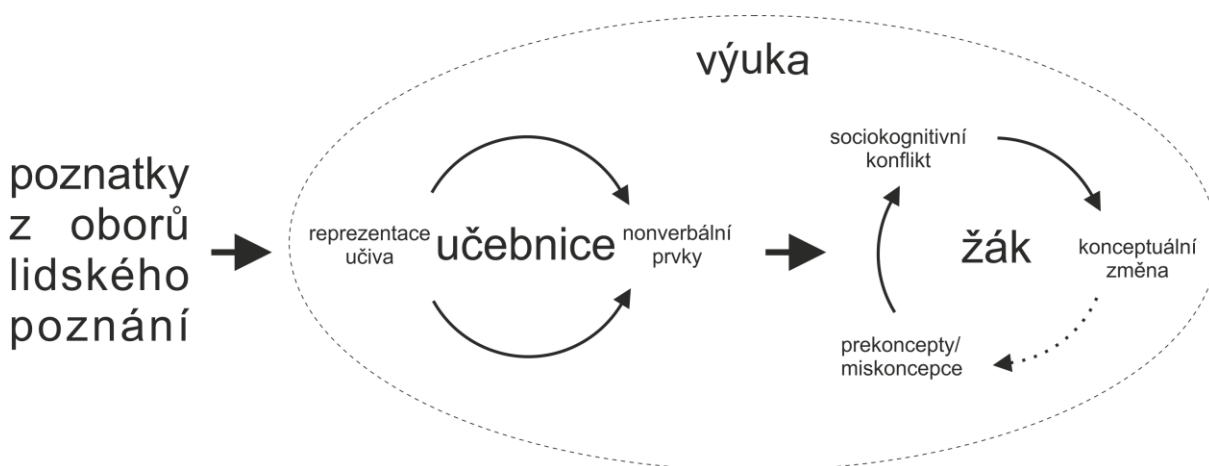 poznatky
z oborů
lidského
poznání
výuka
reprezentace
učiva
učebnice
nonverbální
prvky
sociokognitivní
konflikt
žák
konceptuální
změna
prekoncepty/
miskoncepce